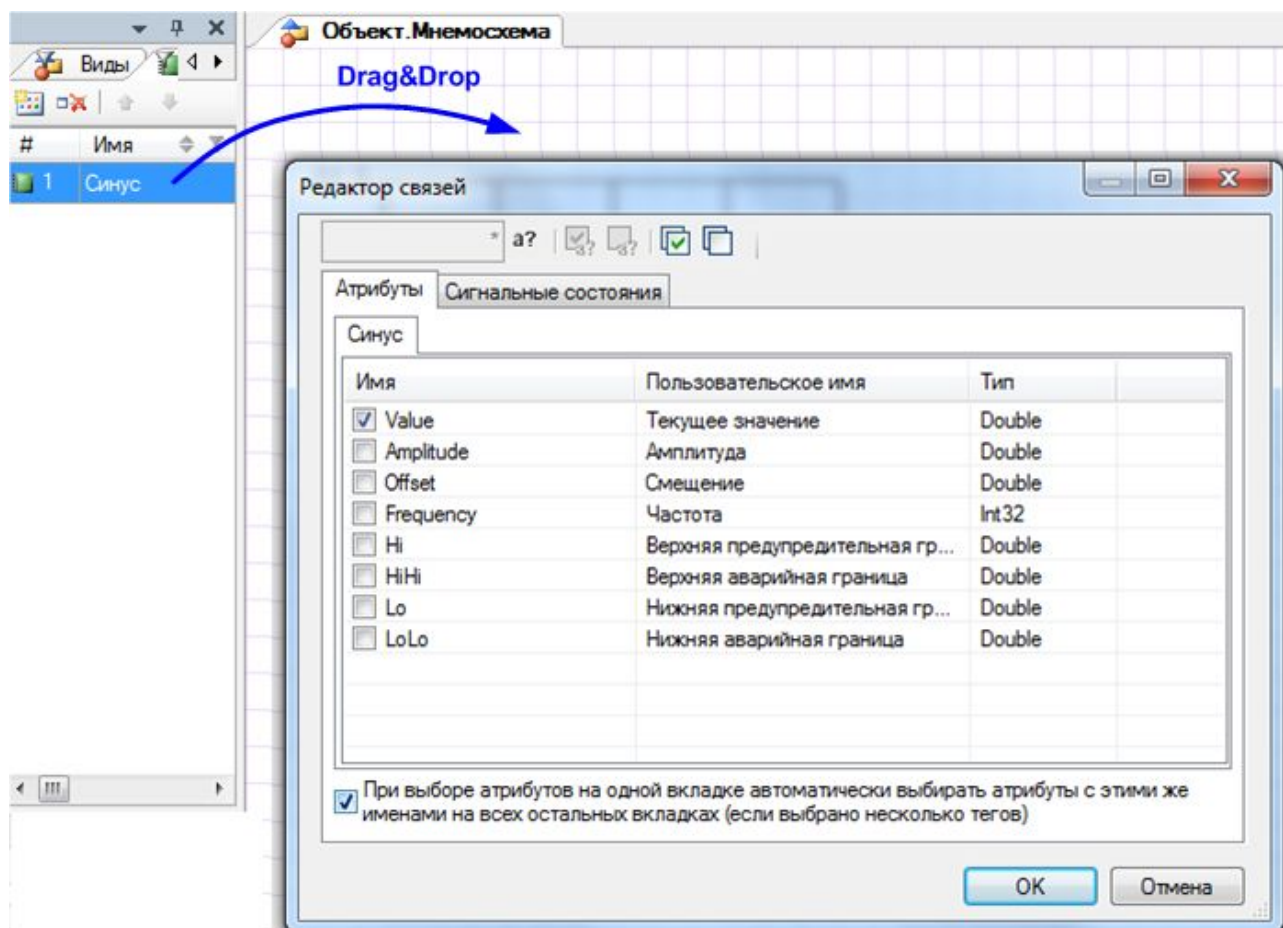 Объект.Мнемосхема
Виды
Drag&Drop
# Имя
1 Синус
Редактор связей
* a?
a? a?
Атрибуты Сигнальные состояния
Синус
Имя Пользовательское имя Тип
Value Текущее значение Double
Amplitude Амплитуда Double
Offset Смещение Double
Frequency Частота Int32
Hi Верхняя предупредительная гр... Double
HiHi Верхняя аварийная граница Double
Lo Нижняя предупредительная гр... Double
LoLo Нижняя аварийная граница Double
При выборе атрибутов на одной вкладке автоматически выбирать атрибуты с этими же
именами на всех остальных вкладках (если выбрано несколько тегов)
OK Отмена